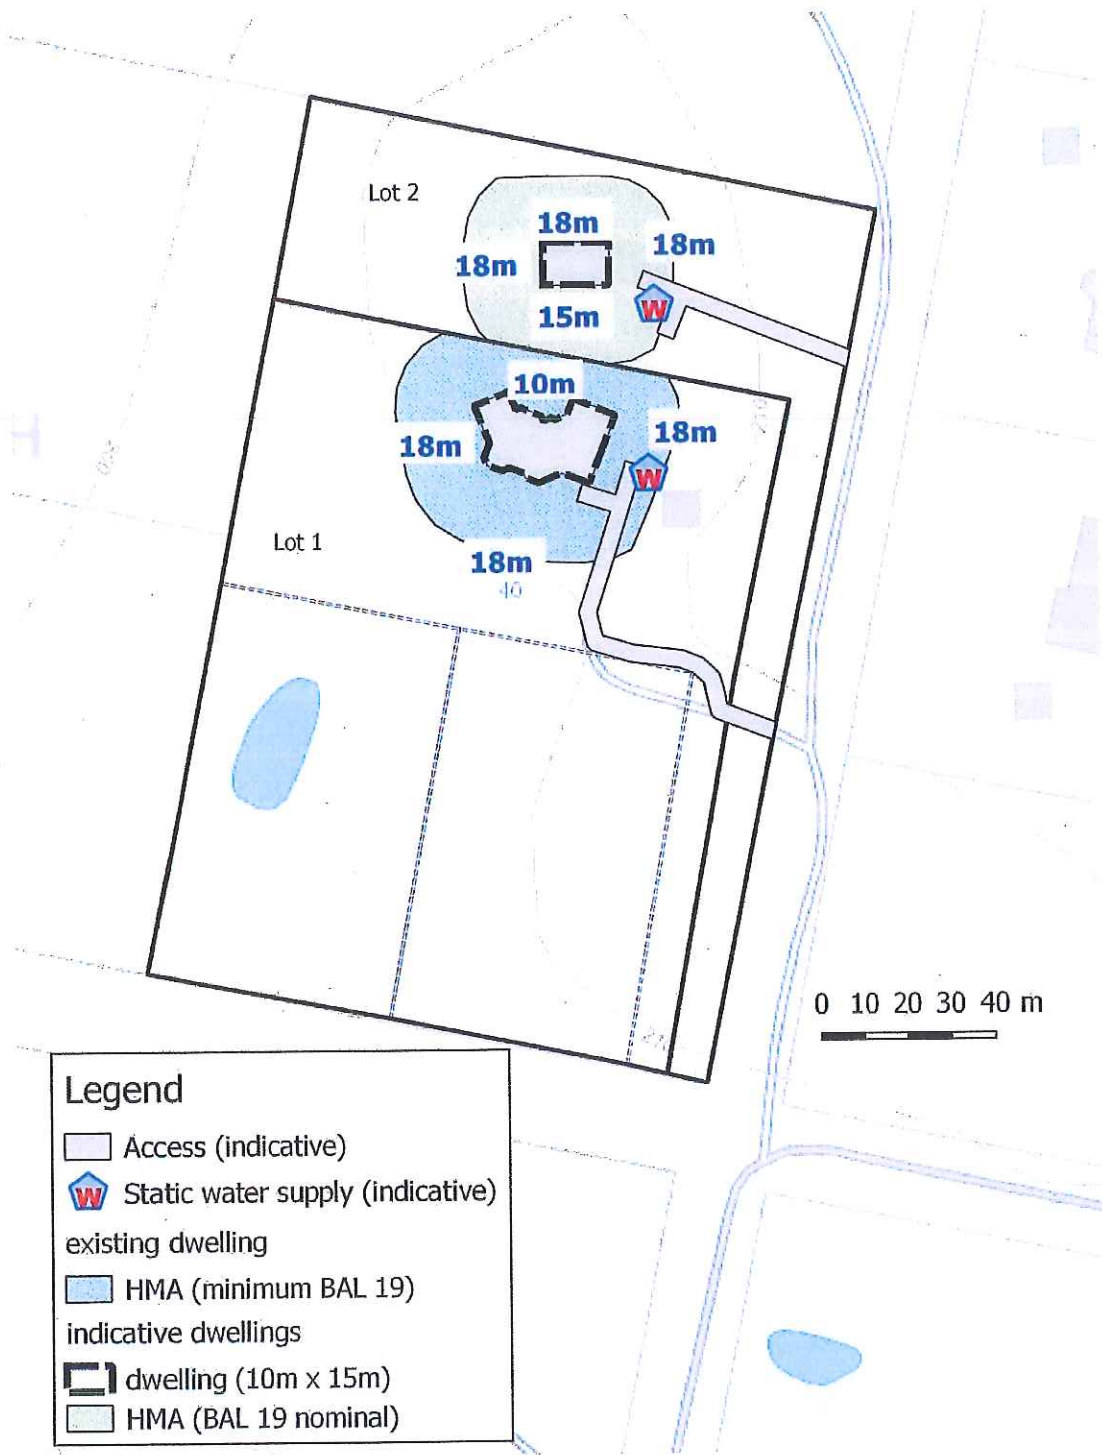 Lot 2
18m
18m
18m
W
15m
10m
18m
18m
W
Lot 1
18m
40
0 10 20 30 40 m
Legend
Access (indicative)
W Static water supply (indicative)
existing dwelling
HMA (minimum BAL 19)
indicative dwellings
dwelling (10m x 15m)
HMA (BAL 19 nominal)